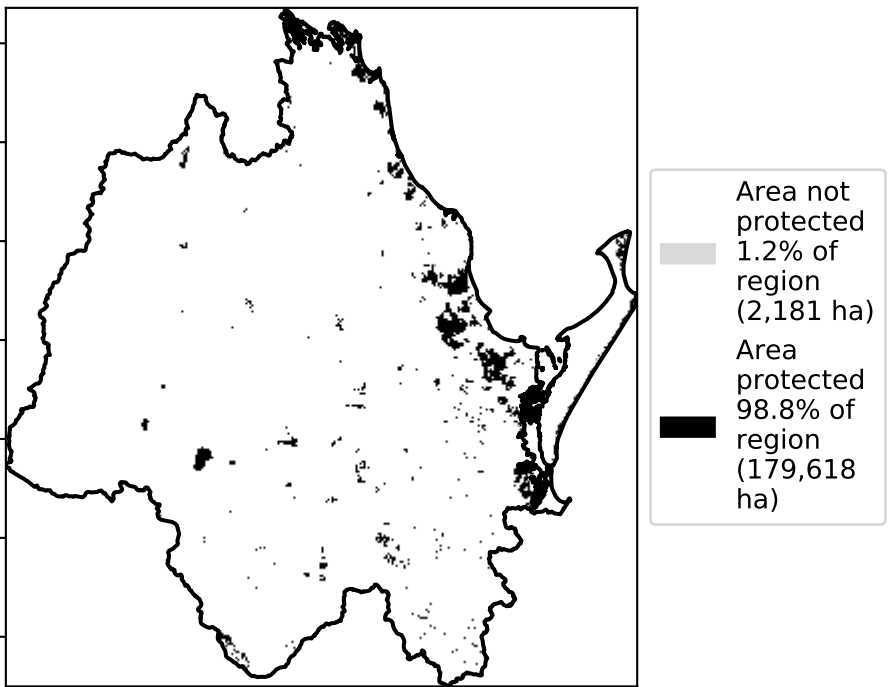 Area not
protected
1.2% of
region
(2,181 ha)
Area
protected
98.8% of
region
(179,618
ha)